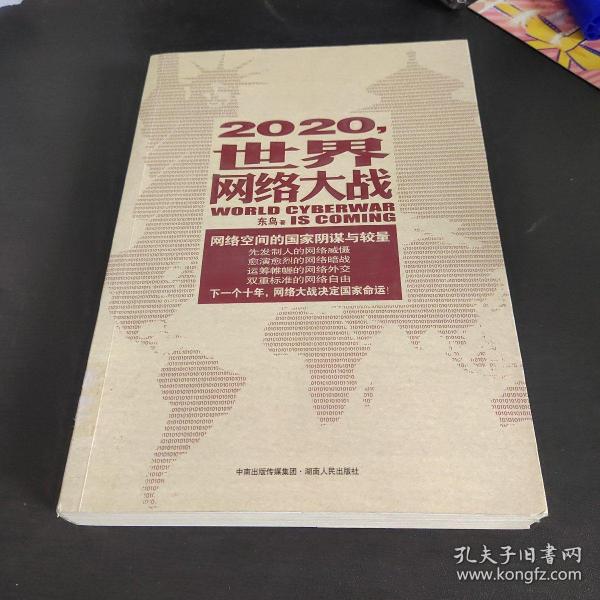 2020,
世界
网络大战
WORLD CYBERWAR
东鸟 著 IS COMING
网络空间的国家阴谋与较量
先发制人的网络威慑
愈演愈烈的网络暗战
运筹帷幄的网络外交
双重标准的网络自由
下一个十年，网络大战决定国家命运！
中南出版传媒集团·湖南人民出版社
孔夫子旧书网
www.kongfz.com